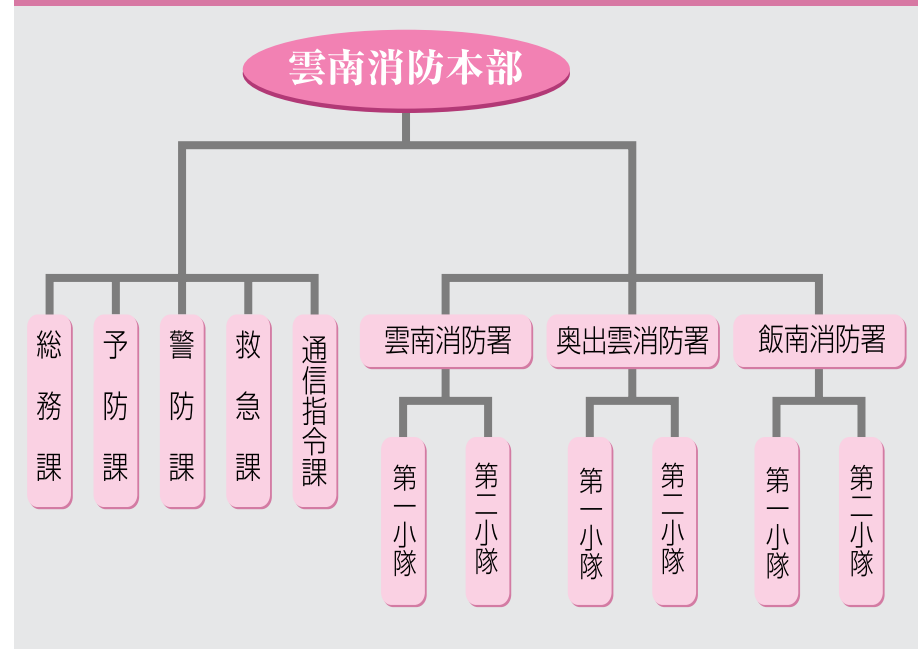 雲南消防本部
総務課
予防課
警防課
救急課
通信指令課
雲南消防署
奥出雲消防署
飯南消防署
第一小隊
第二小隊
第一小隊
第二小隊
第一小隊
第二小隊